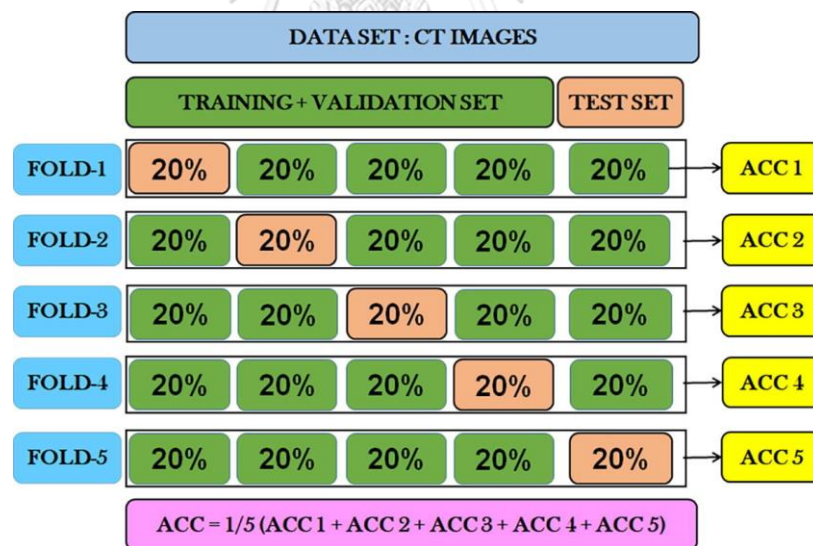 DATA SET : CT IMAGES
TRAINING + VALIDATION SET TEST SET
FOLD-1 20% 20% 20% 20% 20% ACC 1
FOLD-2 20% 20% 20% 20% 20% ACC 2
FOLD-3 20% 20% 20% 20% 20% ACC 3
FOLD-4 20% 20% 20% 20% 20% ACC 4
FOLD-5 20% 20% 20% 20% 20% ACC 5
ACC = 1/5 (ACC 1 + ACC 2 + ACC 3 + ACC 4 + ACC 5)